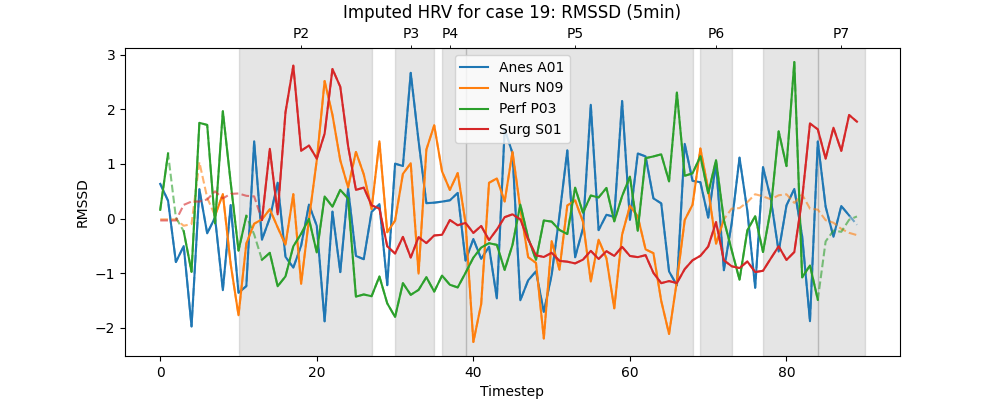 Imputed HRV for case 19: RMSSD (5min)
P2 P3 P4 P5 P6 P7
Anes A01
Nurs N09
Perf P03
Surg S01
3
2
1
0
−1
−2
RMSSD
0 20 40 60 80
Timestep